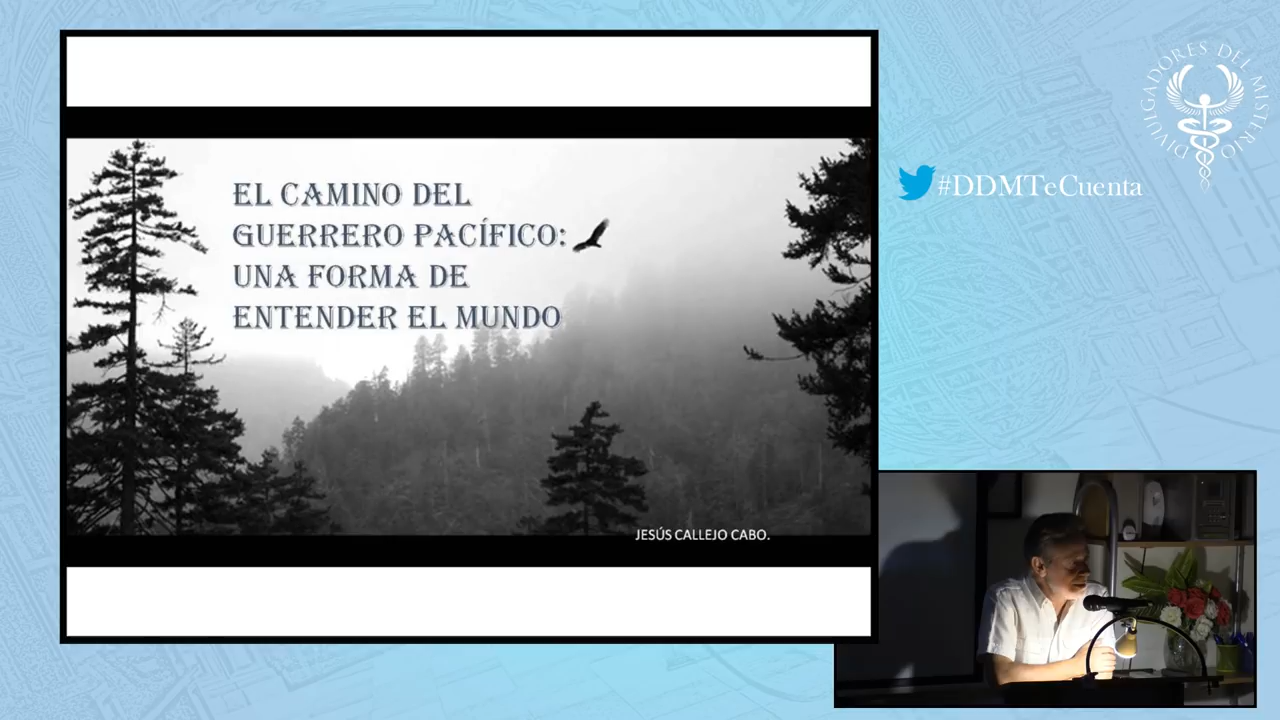 EL CAMINO DEL
GUERRERO PACÍFICO:
UNA FORMA DE
ENTENDER EL MUNDO
JESÚS CALLEJO CABO.
#DDMTeCuenta
DIVULGADORES DEL MISTERIO